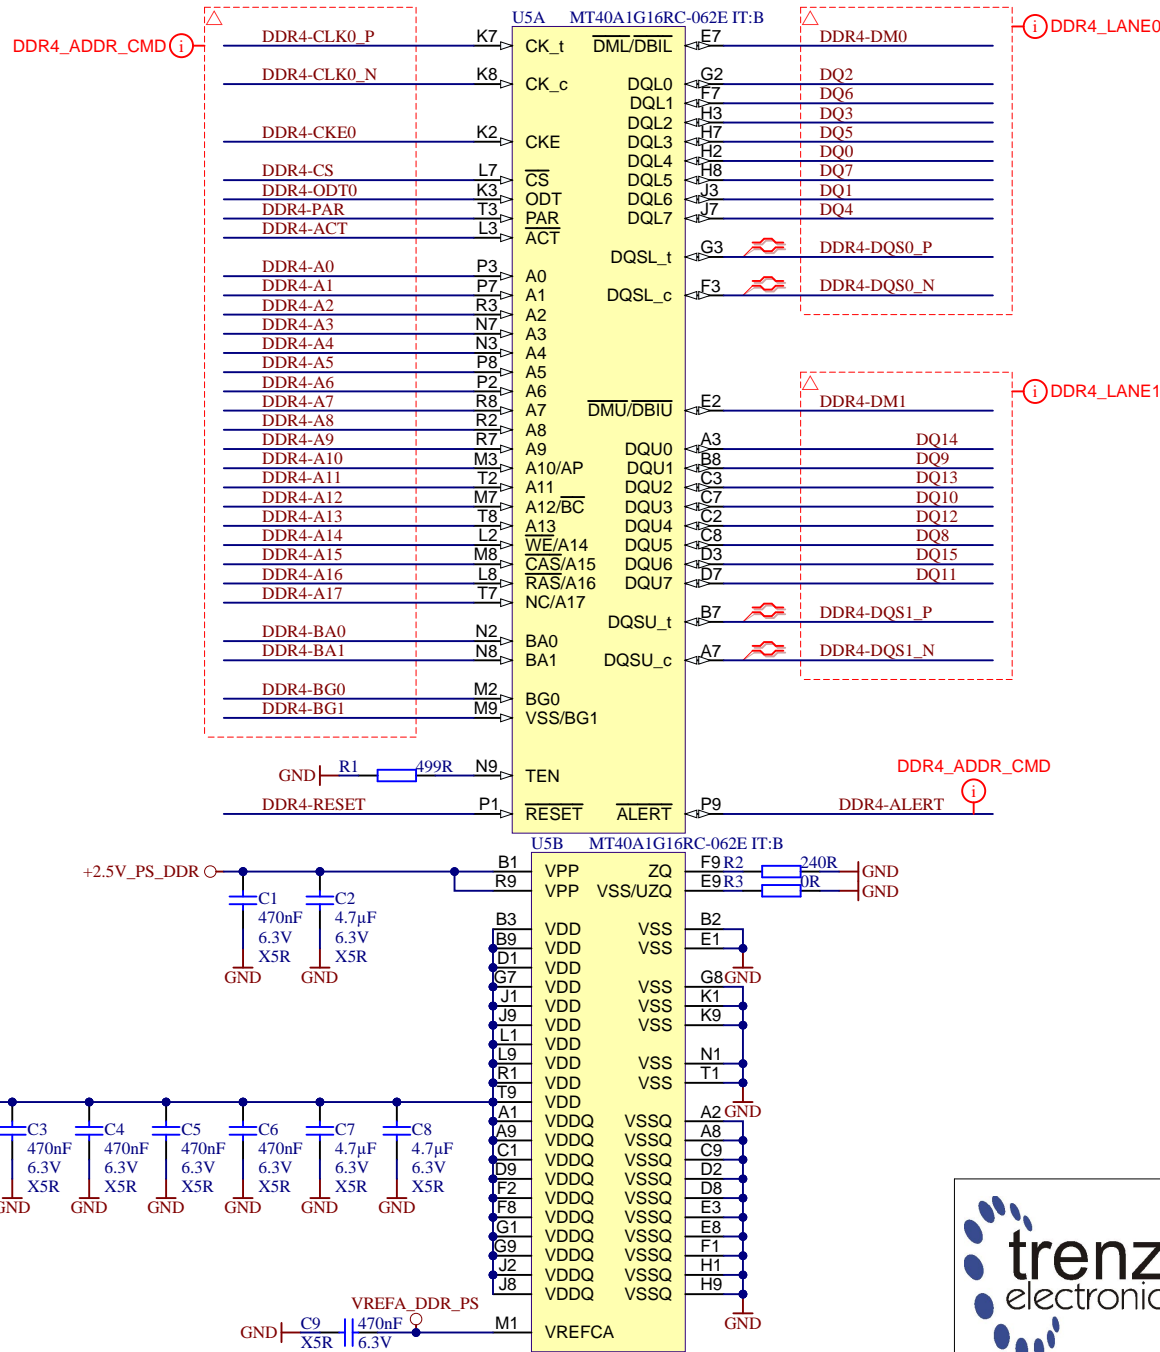 U5A MT40A1G16RC-062E IT:B
DDR4_ADDR_CMD i
i DDR4_LANE0
DDR4-CLK0_P K7 CK_t DML/DBIL E7 DDR4-DM0
DDR4-CLK0_N K8 CK_c DQL0 G2 DQ2
DQL1 F7 DQ6
DQL2 H3 DQ3
DDR4-CKE0 K2 CKE DQL3 H7 DQ5
DQL4 H2 DQ0
DDR4-CS L7 CS DQL5 H8 DQ7
DDR4-ODT0 K3 ODT DQL6 J3 DQ1
DDR4-PAR T3 PAR DQL7 J7 DQ4
DDR4-ACT L3 ACT
DQSL_t G3 DDR4-DQS0_P
DDR4-A0 P3 A0
DDR4-A1 P7 A1 DQSL_c F3 DDR4-DQS0_N
DDR4-A2 R3 A2
DDR4-A3 N7 A3
DDR4-A4 N3 A4
DDR4-A5 P8 A5
DDR4-A6 P2 A6
i DDR4_LANE1
DDR4-A7 R8 A7 DMU/DBIU E2 DDR4-DM1
DDR4-A8 R2 A8
DDR4-A9 R7 A9 DQU0 A3 DQ14
DDR4-A10 M3 A10/AP DQU1 B8 DQ9
DDR4-A11 T2 A11 DQU2 C3 DQ13
DDR4-A12 M7 A12/BC DQU3 C7 DQ10
DDR4-A13 T8 A13 DQU4 C2 DQ12
DDR4-A14 L2 WE/A14 DQU5 C8 DQ8
DDR4-A15 M8 CAS/A15 DQU6 D3 DQ15
DDR4-A16 L8 RAS/A16 DQU7 D7 DQ11
DDR4-A17 T7 NC/A17
DQSU_t B7 DDR4-DQS1_P
DDR4-BA0 N2 BA0
DDR4-BA1 N8 BA1 DQSU_c A7 DDR4-DQS1_N
DDR4-BG0 M2 BG0
DDR4-BG1 M9 VSS/BG1
GND R1 499R N9 TEN
DDR4_ADDR_CMD
i
DDR4-RESET P1 RESET ALERT P9 DDR4-ALERT
U5B MT40A1G16RC-062E IT:B
+2.5V_PS_DDR B1 VPP ZQ F9 R2 240R GND
R9 VPP VSS/UZQ E9 R3 0R GND
C1 C2
470nF 4.7µF
6.3V 6.3V
X5R X5R
GND GND
B3 VDD VSS B2
B9 VDD VSS E1
D1 VDD GND
G7 VDD VSS G8
J1 VDD VSS K1
J9 VDD VSS K9
L1 VDD
L9 VDD VSS N1
R1 VDD VSS T1
T9 VDD GND
A1 VDDQ VSSQ A2
A9 VDDQ VSSQ A8
C1 VDDQ VSSQ C9
D9 VDDQ VSSQ D2
F2 VDDQ VSSQ D8
F8 VDDQ VSSQ E3
G1 VDDQ VSSQ E8
G9 VDDQ VSSQ F1
J2 VDDQ VSSQ H1
J8 VDDQ VSSQ H9
GND
C3 C4 C5 C6 C7 C8
470nF 470nF 470nF 470nF 4.7µF 4.7µF
6.3V 6.3V 6.3V 6.3V 6.3V 6.3V
X5R X5R X5R X5R X5R X5R
GND GND GND GND GND GND
VREFA_DDR_PS
GND C9 470nF M1 VREFCA
X5R 6.3V
trenz
electronic